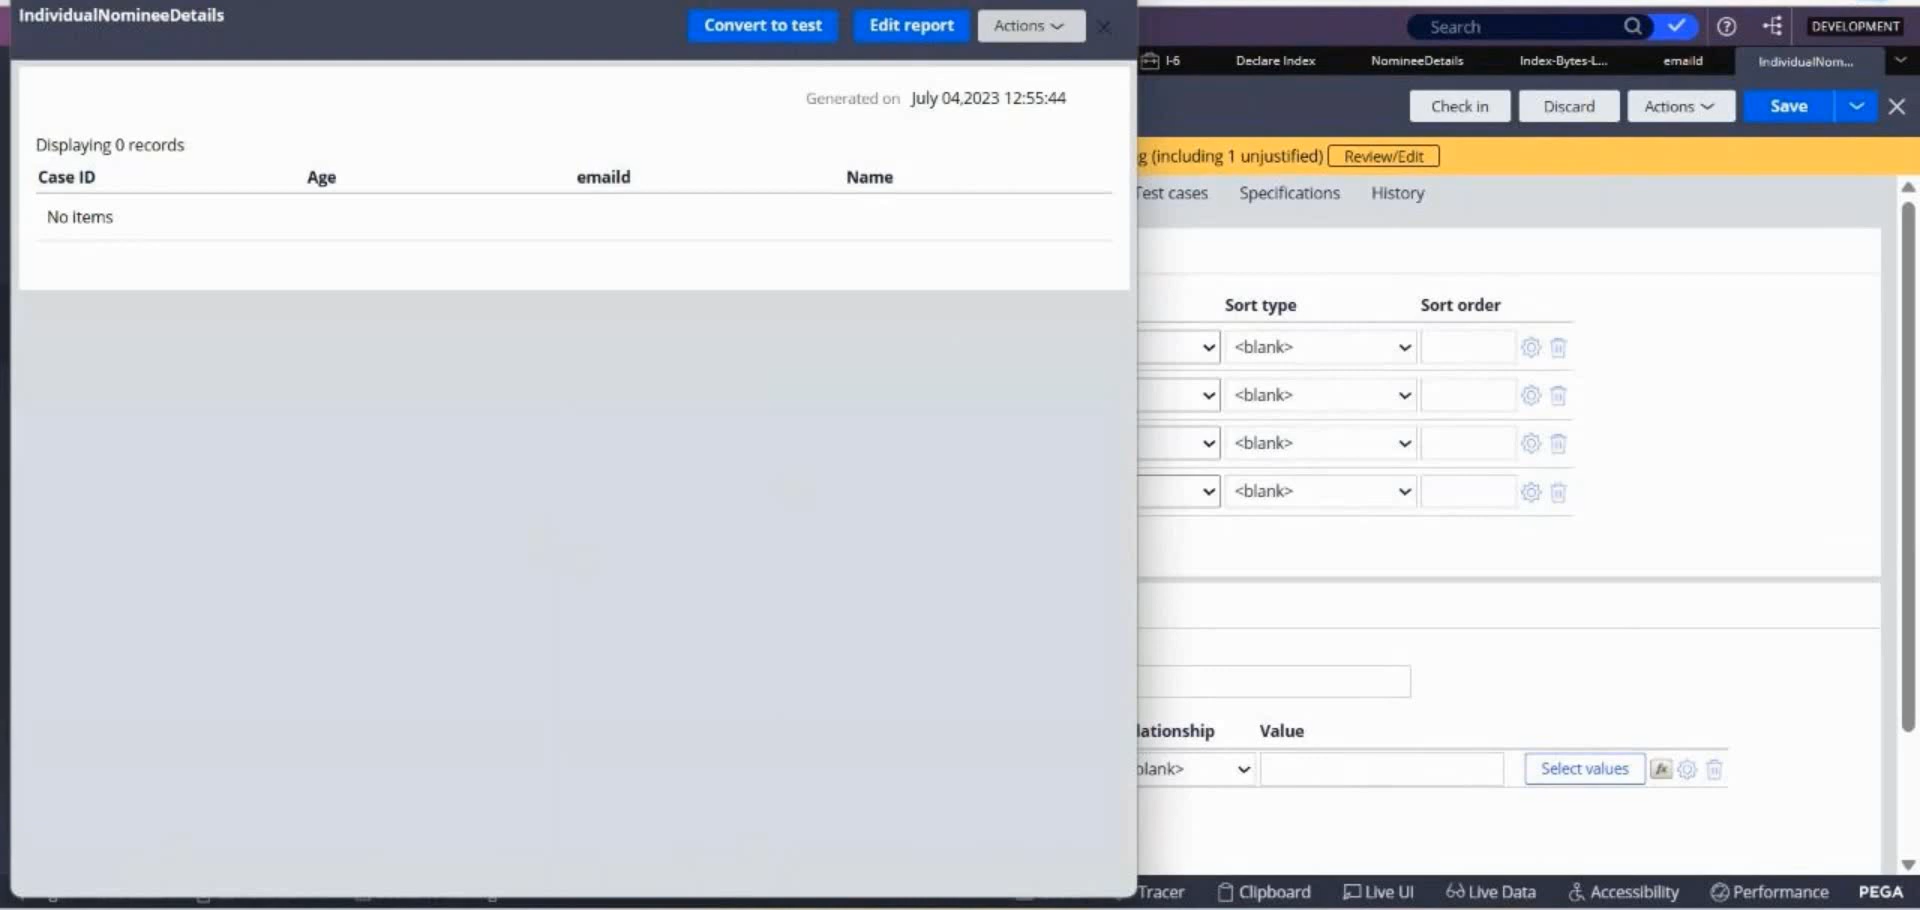 IndividualNomineeDetails
Convert to test
Edit report
Actions
Generated on July 04,2023 12:55:44
Displaying 0 records
Case ID Age emaild Name
No items
Search
DEVELOPMENT
I-6 Declare Index NomineeDetails Index-Bytes-L... emaild IndividualNom...
Check in Discard Actions Save
g (including 1 unjustified) Review/Edit
Test cases Specifications History
Sort type Sort order
<blank>
<blank>
<blank>
<blank>
lationship Value
blank>
Select values
fx
Tracer Clipboard Live UI Live Data Accessibility Performance PEGA